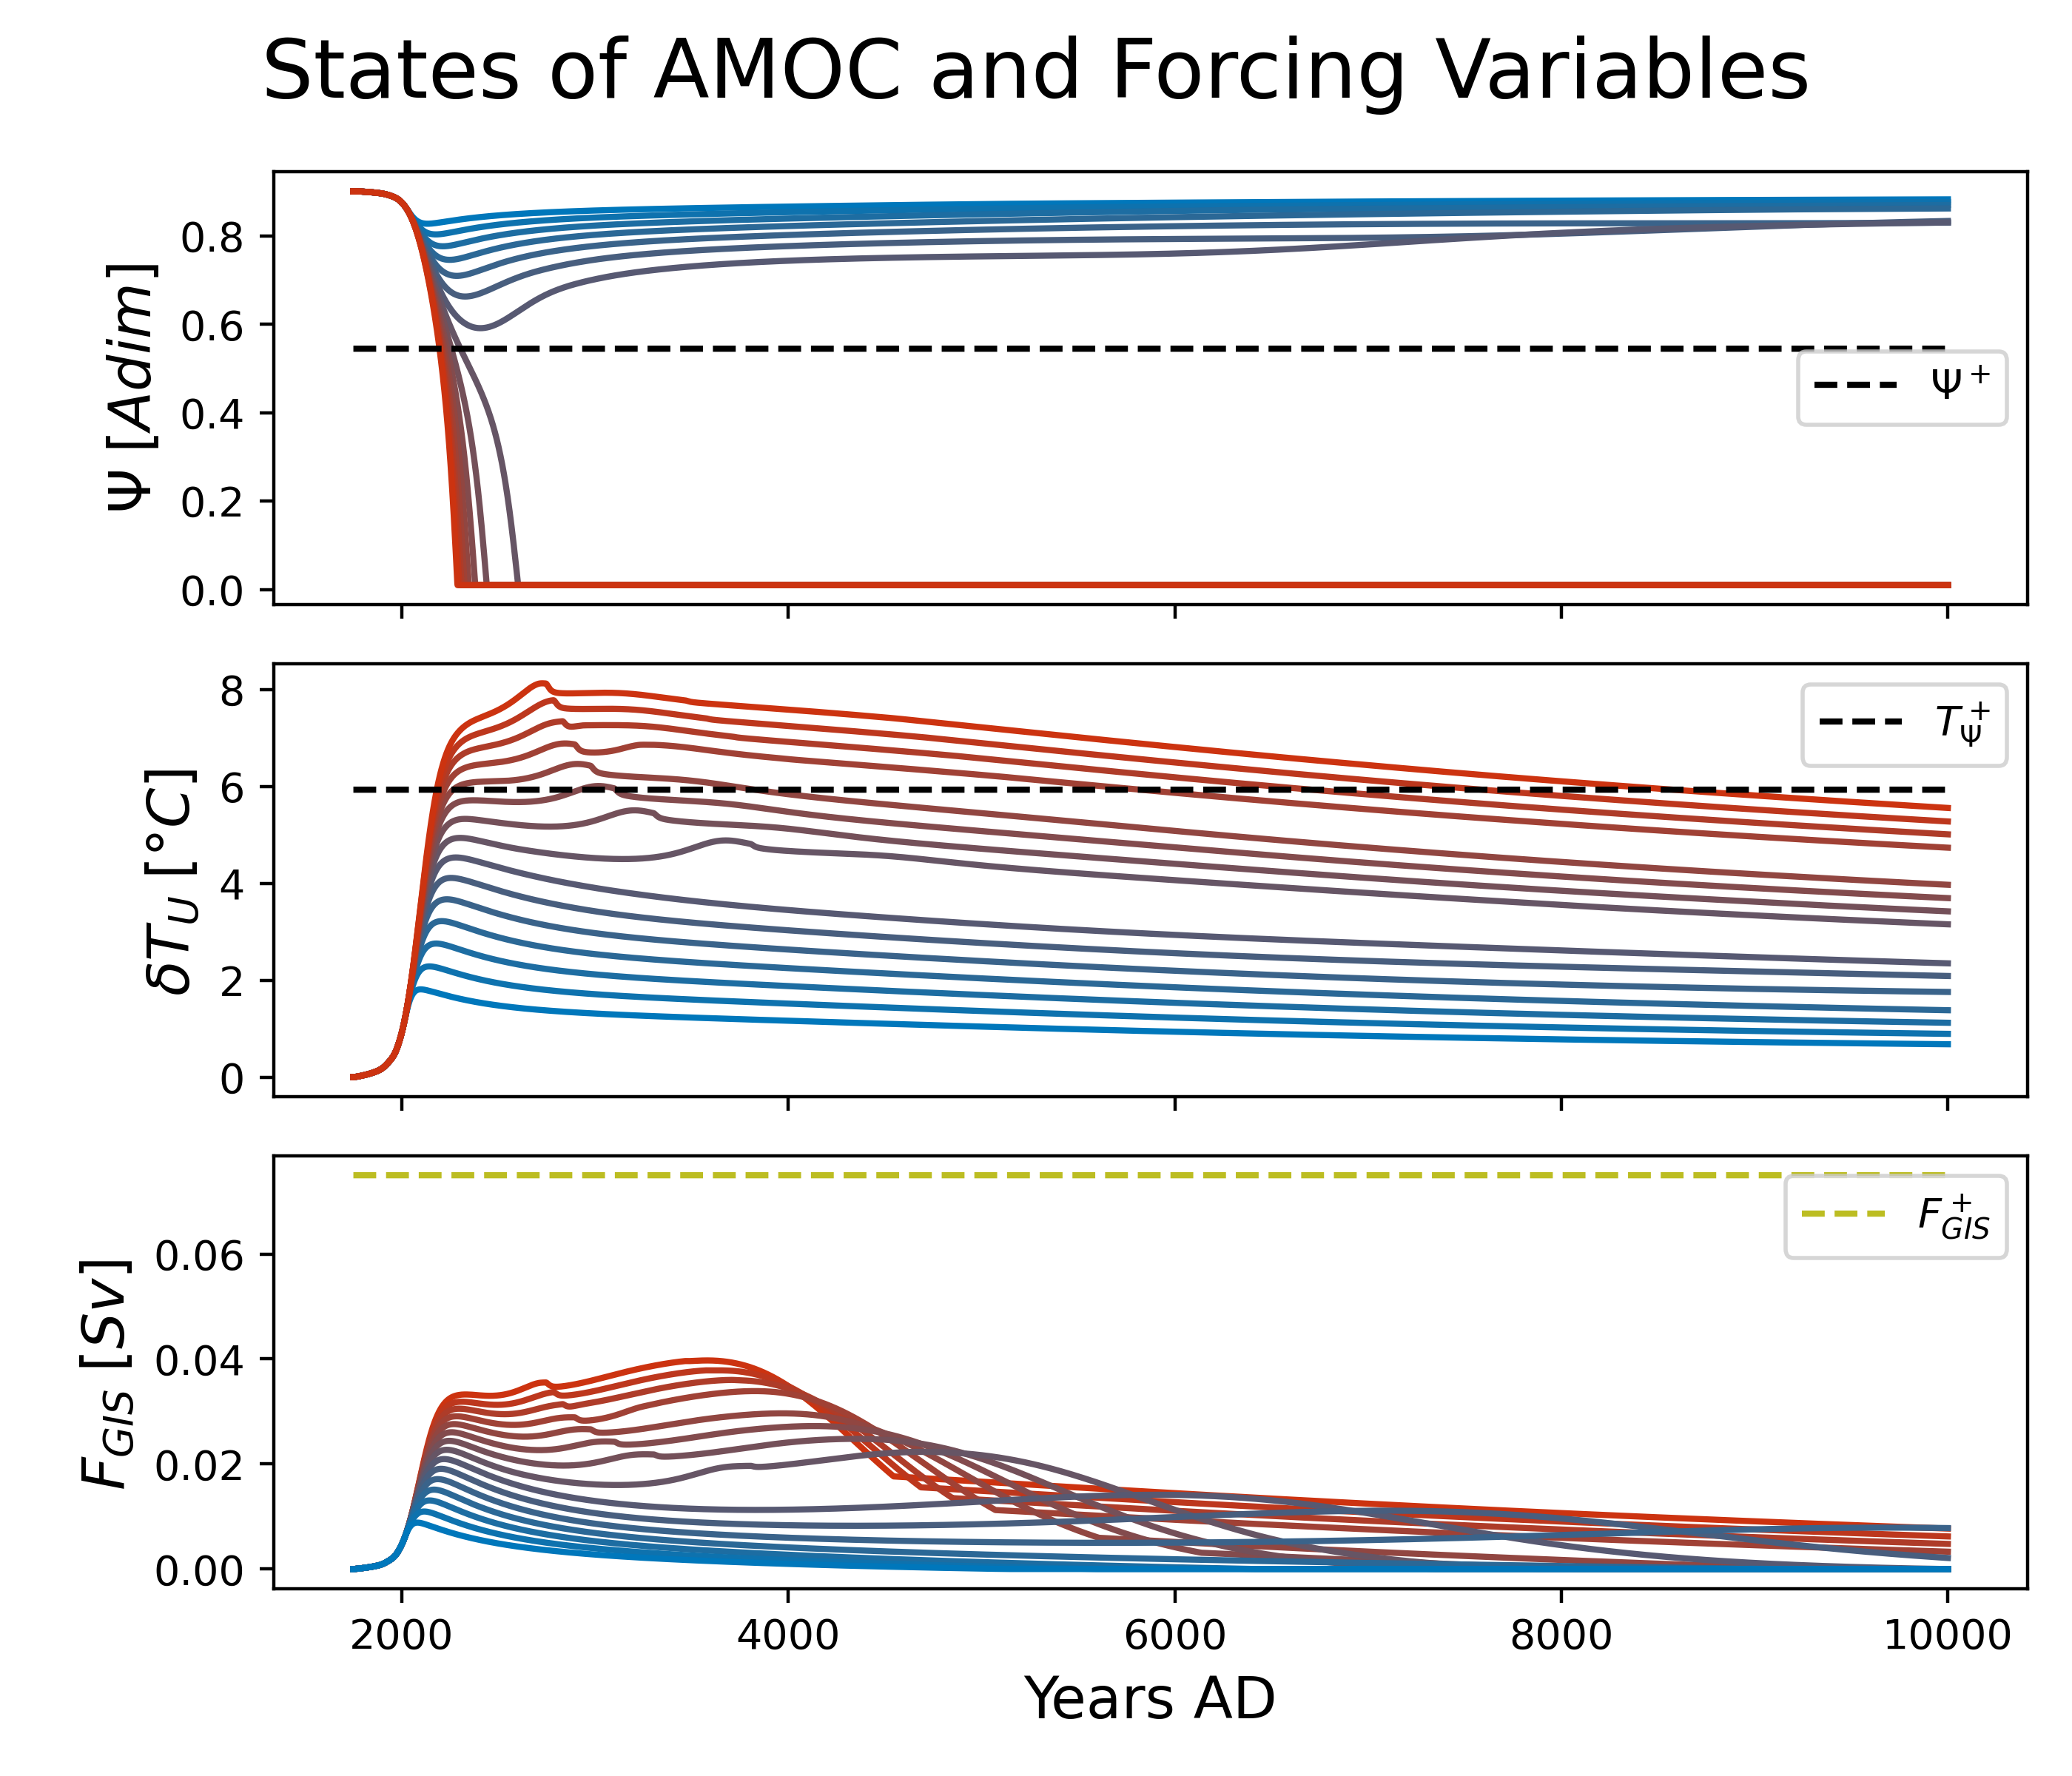 States of AMOC and Forcing Variables
Ψ [Adim]
0.8
0.6
0.4
0.2
0.0
Ψ⁺
δT_U [°C]
8
6
4
2
0
T_Ψ^+
F_GIS [Sv]
0.06
0.04
0.02
0.00
F_GIS^+
2000 4000 6000 8000 10000
Years AD